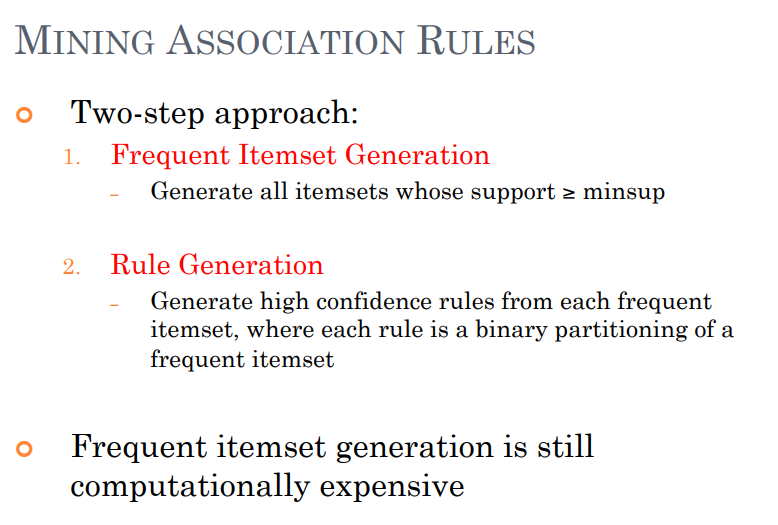 MINING ASSOCIATION RULES
Two-step approach:
1. Frequent Itemset Generation
– Generate all itemsets whose support ≥ minsup
2. Rule Generation
– Generate high confidence rules from each frequent
itemset, where each rule is a binary partitioning of a
frequent itemset
Frequent itemset generation is still
computationally expensive